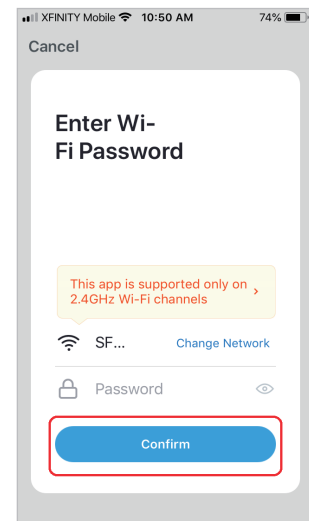 XFINITY Mobile 10:50 AM 74%
Cancel
Enter Wi-
Fi Password
This app is supported only on
2.4GHz Wi-Fi channels
SF... Change Network
Password
Confirm